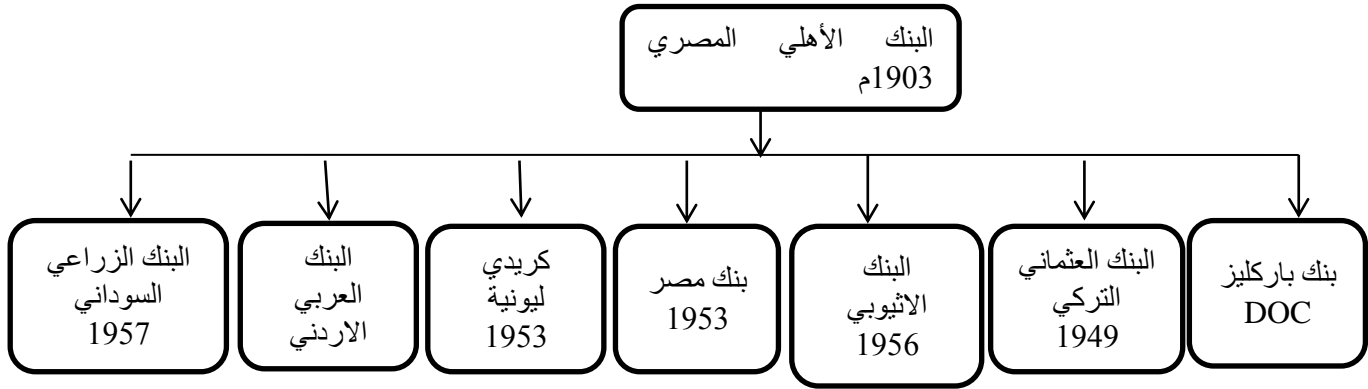 البنك الأهلي المصري
1903م
بنك باركليز
DOC
البنك العثماني
التركي
1949
البنك
الاثيوبي
1956
بنك مصر
1953
كريدي
ليونية
1953
البنك
العربي
الاردني
البنك الزراعي
السوداني
1957